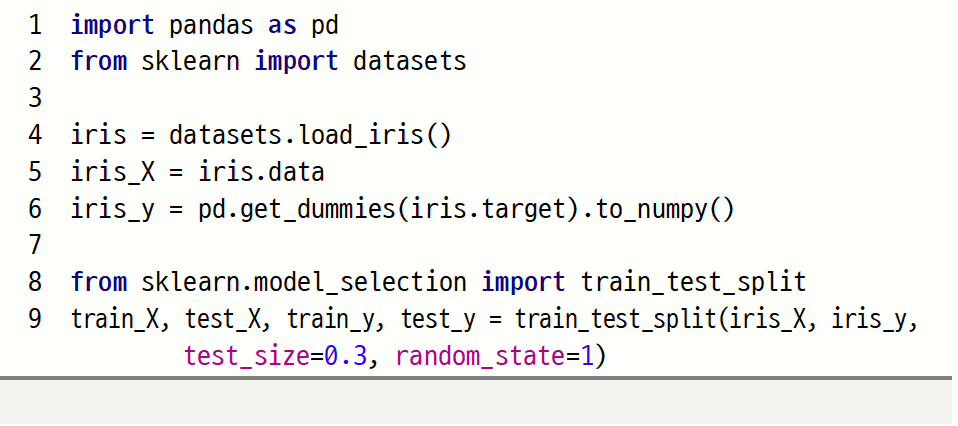 1 import pandas as pd
2 from sklearn import datasets
3
4 iris = datasets.load_iris()
5 iris_X = iris.data
6 iris_y = pd.get_dummies(iris.target).to_numpy()
7
8 from sklearn.model_selection import train_test_split
9 train_X, test_X, train_y, test_y = train_test_split(iris_X, iris_y,
test_size=0.3, random_state=1)